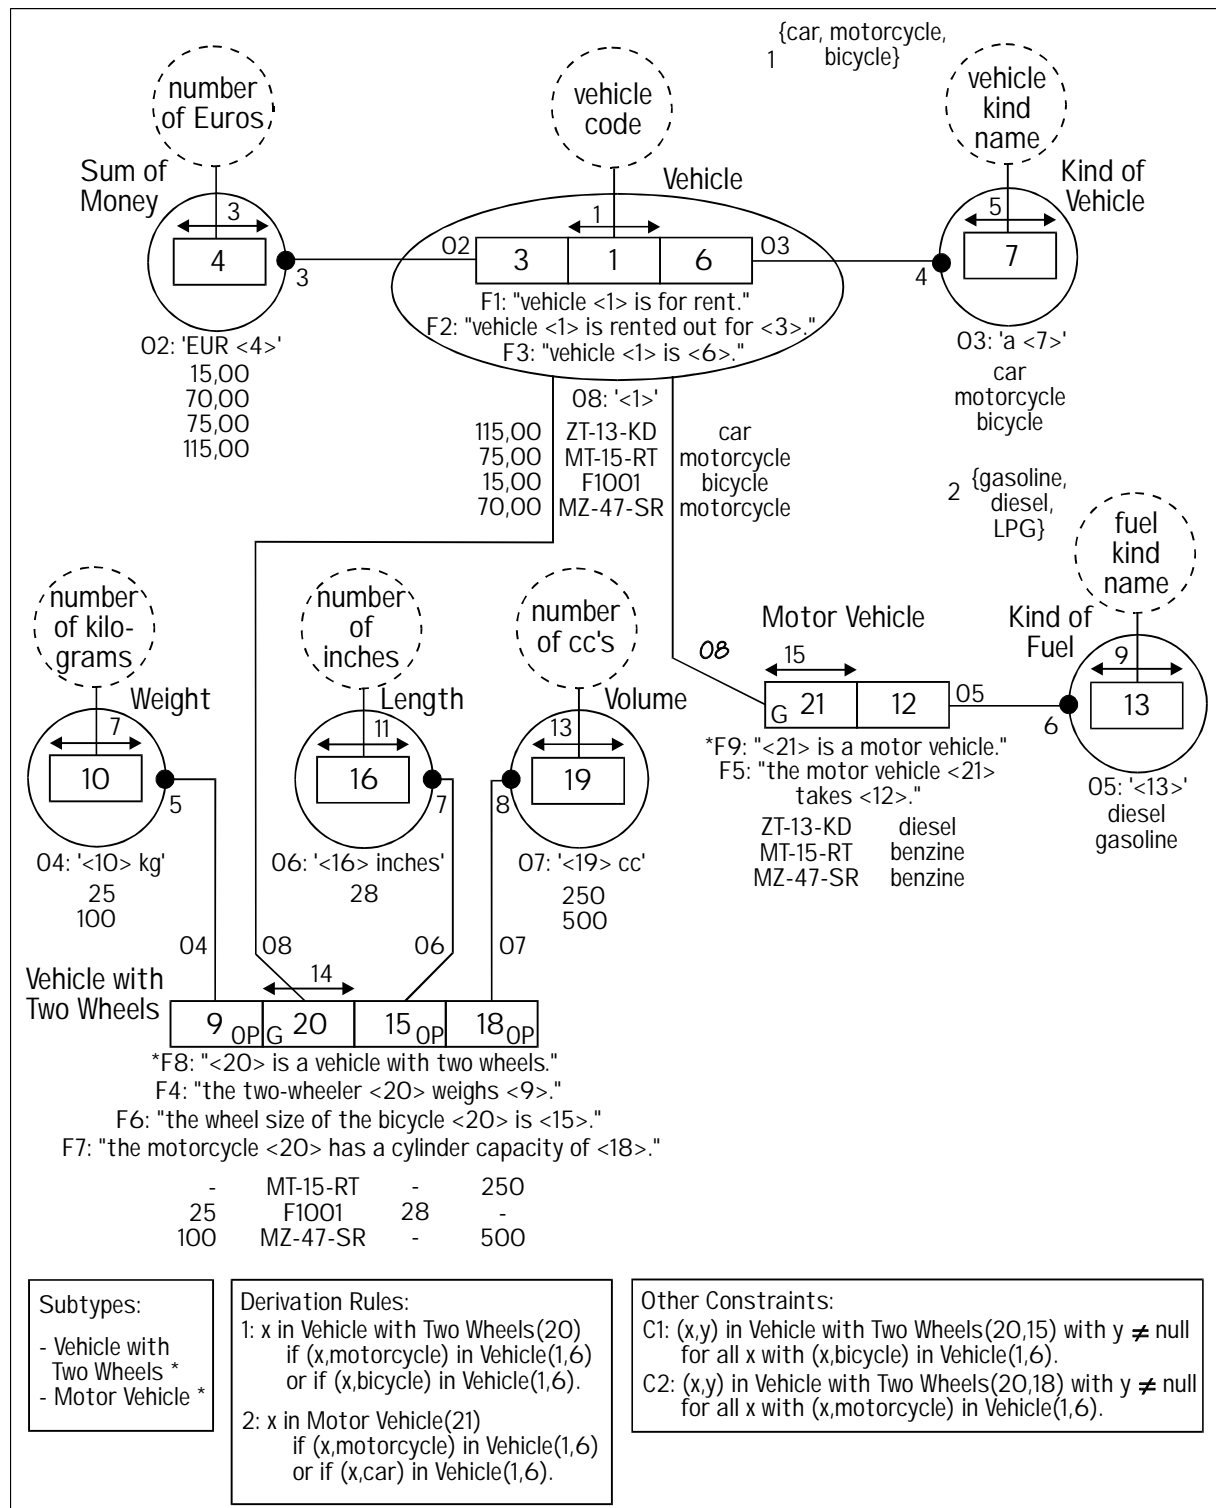 {car, motorcycle,
1 bicycle}
number
of Euros
vehicle
code
vehicle
kind
name
Sum of
Money
Vehicle
Kind of
Vehicle
3
1
5
4
O2
3
1
6
O3
7
3
4
F1: "vehicle <1> is for rent."
F2: "vehicle <1> is rented out for <3>."
F3: "vehicle <1> is <6>."
O2: 'EUR <4>'
15,00
70,00
75,00
115,00
O3: 'a <7>'
car
motorcycle
bicycle
O8: '<1>'
115,00 ZT-13-KD car
75,00 MT-15-RT motorcycle
15,00 F1001 bicycle
70,00 MZ-47-SR motorcycle
2 {gasoline,
diesel,
LPG}
fuel
kind
name
number
of kilo-
grams
number
of
inches
number
of cc's
Motor Vehicle
Kind of
Fuel
O8
15
9
G 21 12 O5
6
13
Weight
Length
Volume
7
11
13
10
16
19
5
7
8
*F9: "<21> is a motor vehicle."
F5: "the motor vehicle <21>
takes <12>."
ZT-13-KD diesel
MT-15-RT benzine
MZ-47-SR benzine
O5: '<13>'
diesel
gasoline
O4: '<10> kg'
25
100
O6: '<16> inches'
28
O7: '<19> cc'
250
500
O4
O8
O6
O7
Vehicle with
Two Wheels
14
9 OP G 20 15 OP 18 OP
*F8: "<20> is a vehicle with two wheels."
F4: "the two-wheeler <20> weighs <9>."
F6: "the wheel size of the bicycle <20> is <15>."
F7: "the motorcycle <20> has a cylinder capacity of <18>."
- MT-15-RT - 250
25 F1001 28 -
100 MZ-47-SR - 500
Subtypes:
- Vehicle with
Two Wheels *
- Motor Vehicle *
Derivation Rules:
1: x in Vehicle with Two Wheels(20)
if (x,motorcycle) in Vehicle(1,6)
or if (x,bicycle) in Vehicle(1,6).
2: x in Motor Vehicle(21)
if (x,motorcycle) in Vehicle(1,6)
or if (x,car) in Vehicle(1,6).
Other Constraints:
C1: (x,y) in Vehicle with Two Wheels(20,15) with y ≠ null
for all x with (x,bicycle) in Vehicle(1,6).
C2: (x,y) in Vehicle with Two Wheels(20,18) with y ≠ null
for all x with (x,motorcycle) in Vehicle(1,6).